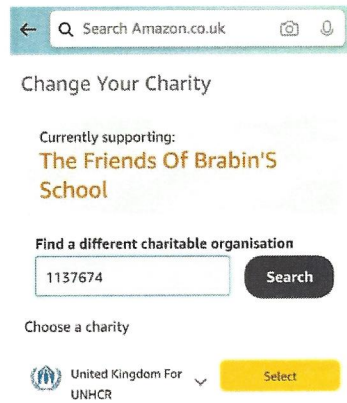 Search Amazon.co.uk
Change Your Charity
Currently supporting:
The Friends Of Brabin'S
School
Find a different charitable organisation
1137674
Search
Choose a charity
United Kingdom For
UNHCR
Select